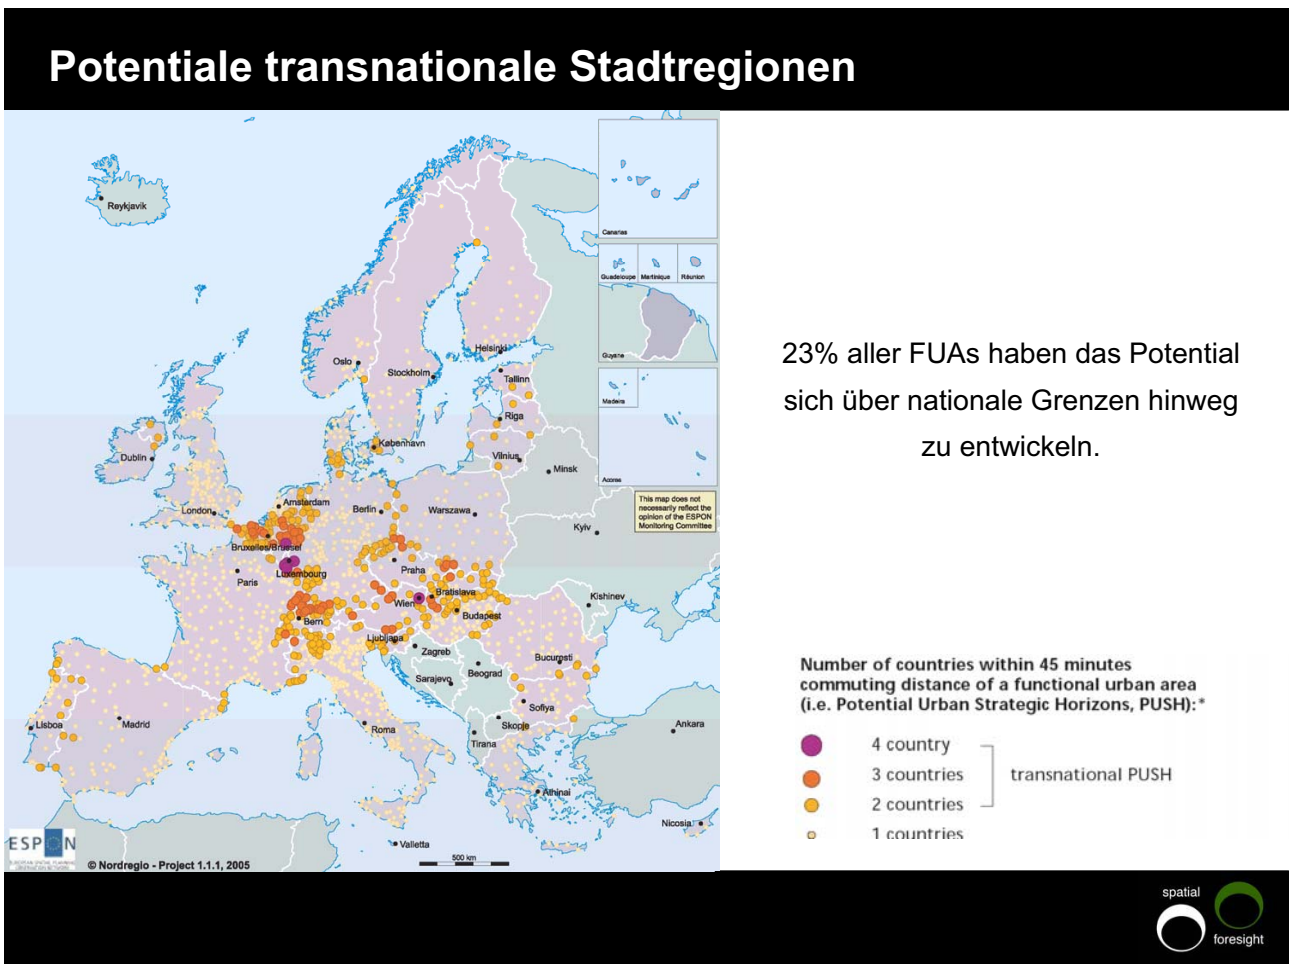 Potentiale transnationale Stadtregionen
Reykjavik
Canarias
Guadeloupe
Martinique
Réunion
Guyane
Madeira
Acores
This map does not
necessarily reflect the
opinion of the ESPON
Monitoring Committee
Helsinki
Oslo
Stockholm
Tallinn
Riga
København
Vilnius
Minsk
Dublin
London
Amsterdam
Berlin
Warszawa
Kyiv
Bruxelles/Brussel
Luxembourg
Praha
Paris
Wien
Bratislava
Budapest
Kishinev
Bern
Ljubljana
Zagreb
Beograd
Bucuresti
Sarajevo
Sofiya
Skopje
Tirana
Ankara
Lisboa
Madrid
Roma
Athinai
Nicosia
Valletta
500 km
ESPON
© Nordregio - Project 1.1.1, 2005
23% aller FUAs haben das Potential
sich über nationale Grenzen hinweg
zu entwickeln.
Number of countries within 45 minutes
commuting distance of a functional urban area
(i.e. Potential Urban Strategic Horizons, PUSH):*
4 country
3 countries
transnational PUSH
2 countries
1 countries
spatial
foresight